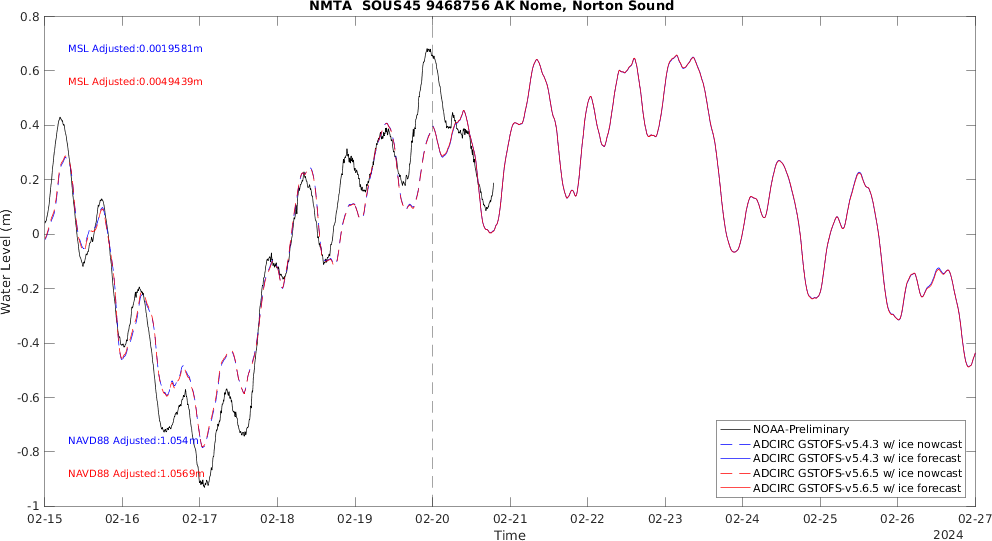 NMTA SOUS45 9468756 AK Nome, Norton Sound
MSL Adjusted:0.0019581m
MSL Adjusted:0.0049439m
NAVD88 Adjusted:1.054m
NAVD88 Adjusted:1.0569m
Water Level (m)
0.8
0.6
0.4
0.2
0
-0.2
-0.4
-0.6
-0.8
-1
NOAA-Preliminary
ADCIRC GSTOFS-v5.4.3 w/ ice nowcast
ADCIRC GSTOFS-v5.4.3 w/ ice forecast
ADCIRC GSTOFS-v5.6.5 w/ ice nowcast
ADCIRC GSTOFS-v5.6.5 w/ ice forecast
02-15 02-16 02-17 02-18 02-19 02-20 02-21 02-22 02-23 02-24 02-25 02-26 02-27
Time
2024